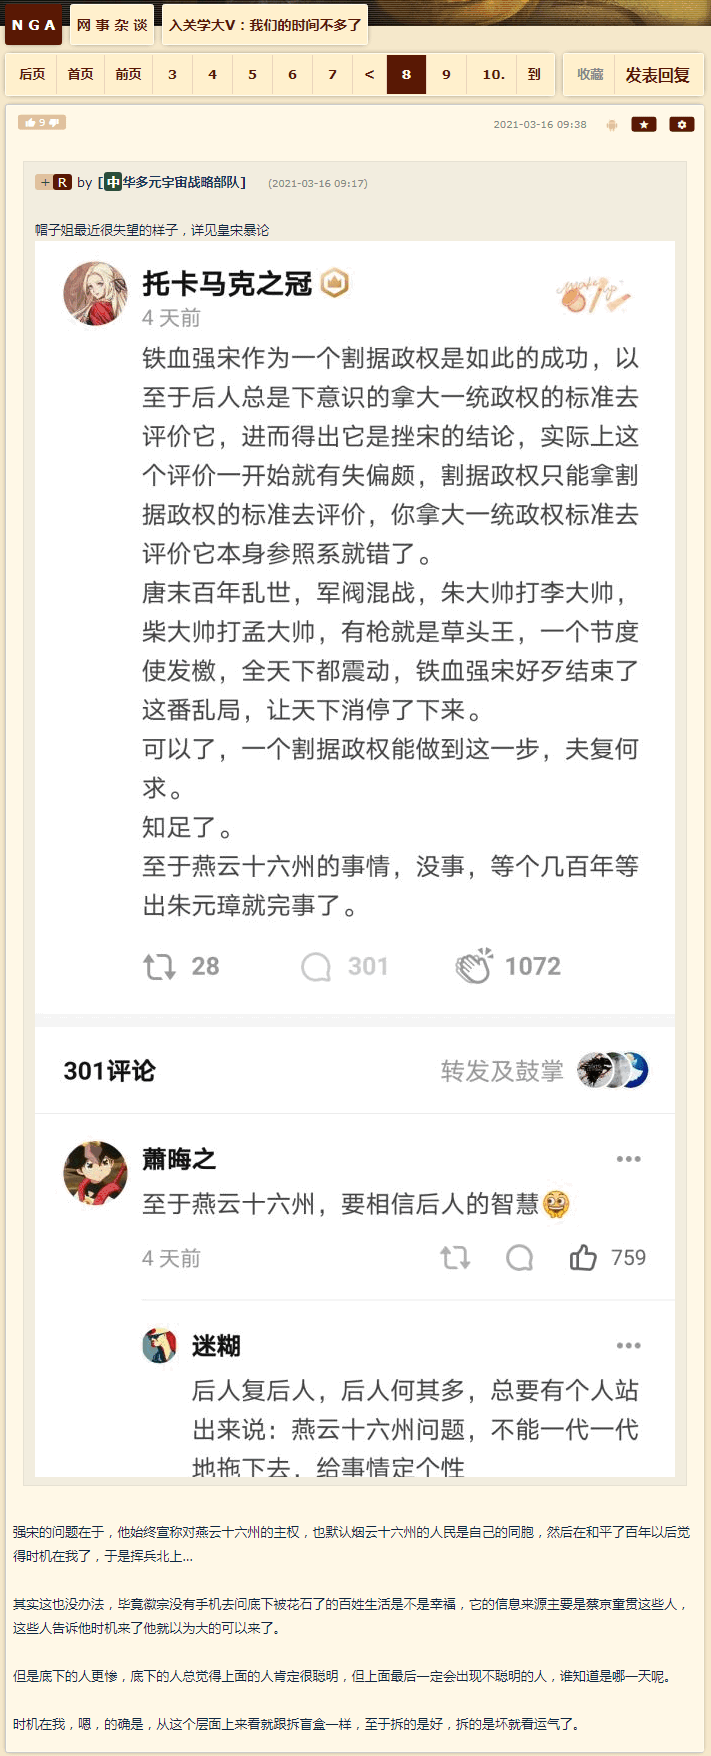 NGA 网事杂谈 入关学大V：我们的时间不多了
后页 首页 前页 3 4 5 6 7 < 8 9 10. 到 收藏 发表回复
9 2021-03-16 09:38
+ R by [中华多元宇宙战略部队] (2021-03-16 09:17)
帽子姐最近很失望的样子，详见皇宋暴论
托卡马克之冠
make up
4 天前
铁血强宋作为一个割据政权是如此的成功，以
至于后人总是下意识的拿大一统政权的标准去
评价它，进而得出它是挫宋的结论，实际上这
个评价一开始就有失偏颇，割据政权只能拿割
据政权的标准去评价，你拿大一统政权标准去
评价它本身参照系就错了。
唐末百年乱世，军阀混战，朱大帅打李大帅，
柴大帅打孟大帅，有枪就是草头王，一个节度
使发檄，全天下都震动，铁血强宋好歹结束了
这番乱局，让天下消停了下来。
可以了，一个割据政权能做到这一步，夫复何
求。
知足了。
至于燕云十六州的事情，没事，等个几百年等
出朱元璋就完事了。
28 301 1072
301评论 转发及鼓掌
蕭晦之
至于燕云十六州，要相信后人的智慧
4 天前 759
迷糊
后人复后人，后人何其多，总要有个人站
出来说：燕云十六州问题，不能一代一代
地拖下去，给事情定个性
强宋的问题在于，他始终宣称对燕云十六州的主权，也默认烟云十六州的人民是自己的同胞，然后在和平了百年以后觉
得时机在我了，于是挥兵北上...
其实这也没办法，毕竟徽宗没有手机去问底下被花石了的百姓生活是不是幸福，它的信息来源主要是蔡京童贯这些人，
这些人告诉他时机来了他就以为大的可以来了。
但是底下的人更惨，底下的人总觉得上面的人肯定很聪明，但上面最后一定会出现不聪明的人，谁知道是哪一天呢。
时机在我，嗯，的确是，从这个层面上来看就跟拆盲盒一样，至于拆的是好，拆的是坏就看运气了。